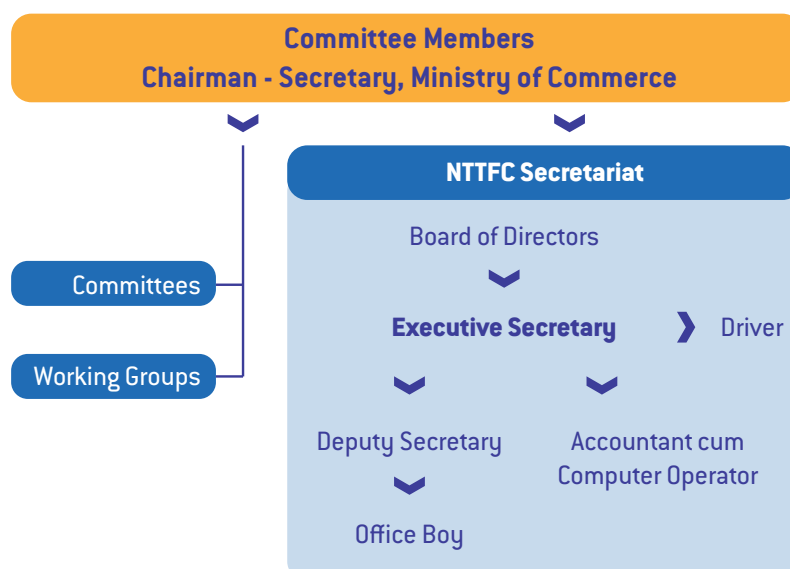 Committee Members
Chairman - Secretary, Ministry of Commerce
NTTFC Secretariat
Board of Directors
Committees
Executive Secretary
Driver
Working Groups
Deputy Secretary
Accountant cum
Computer Operator
Office Boy